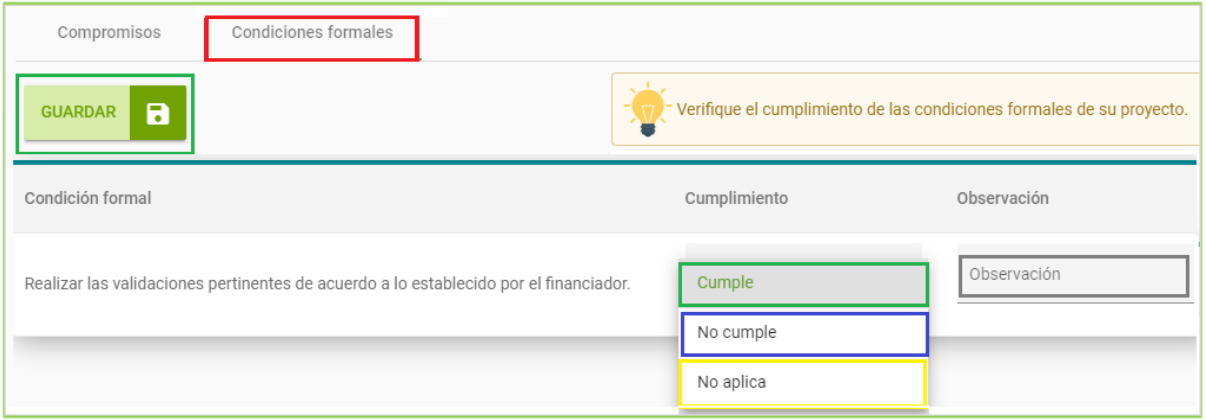 Compromisos
Condiciones formales
GUARDAR
Verifique el cumplimiento de las condiciones formales de su proyecto.
Condición formal
Cumplimiento
Observación
Realizar las validaciones pertinentes de acuerdo a lo establecido por el financiador.
Cumple
Observación
No cumple
No aplica